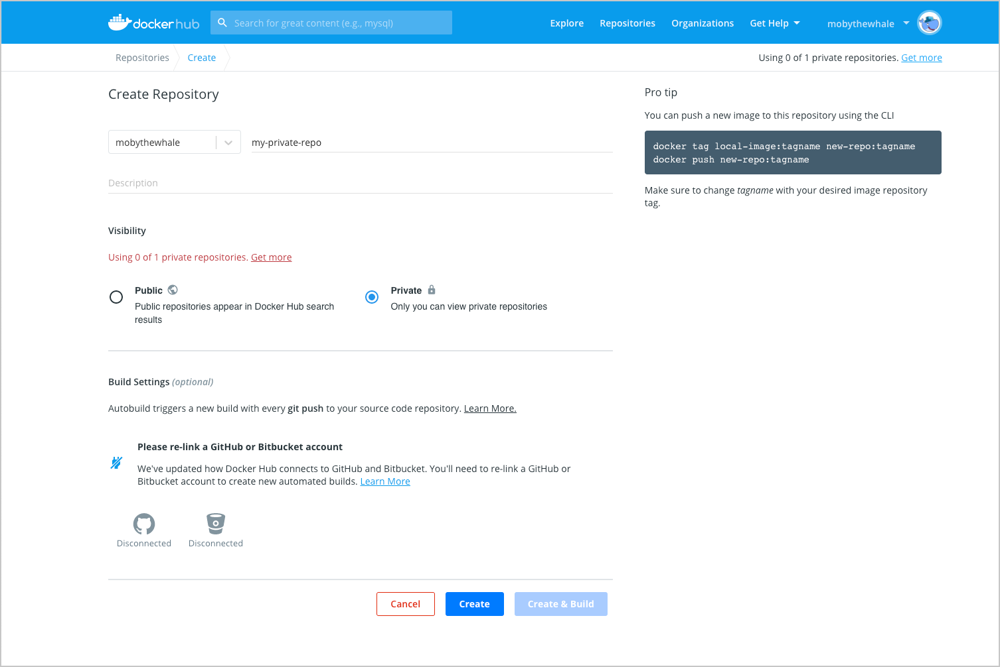 dockerhub
Search for great content (e.g., mysql)
Explore
Repositories
Organizations
Get Help
mobythewhale
Repositories
Create
Using 0 of 1 private repositories. Get more
Create Repository
mobythewhale
my-private-repo
Description
Visibility
Using 0 of 1 private repositories. Get more
Public
Public repositories appear in Docker Hub search
results
Private
Only you can view private repositories
Build Settings (optional)
Autobuild triggers a new build with every git push to your source code repository. Learn More.
Please re-link a GitHub or Bitbucket account
We've updated how Docker Hub connects to GitHub and Bitbucket. You'll need to re-link a GitHub or
Bitbucket account to create new automated builds. Learn More
Disconnected
Disconnected
Cancel
Create
Create & Build
Pro tip
You can push a new image to this repository using the CLI
docker tag local-image:tagname new-repo:tagname
docker push new-repo:tagname
Make sure to change tagname with your desired image repository
tag.